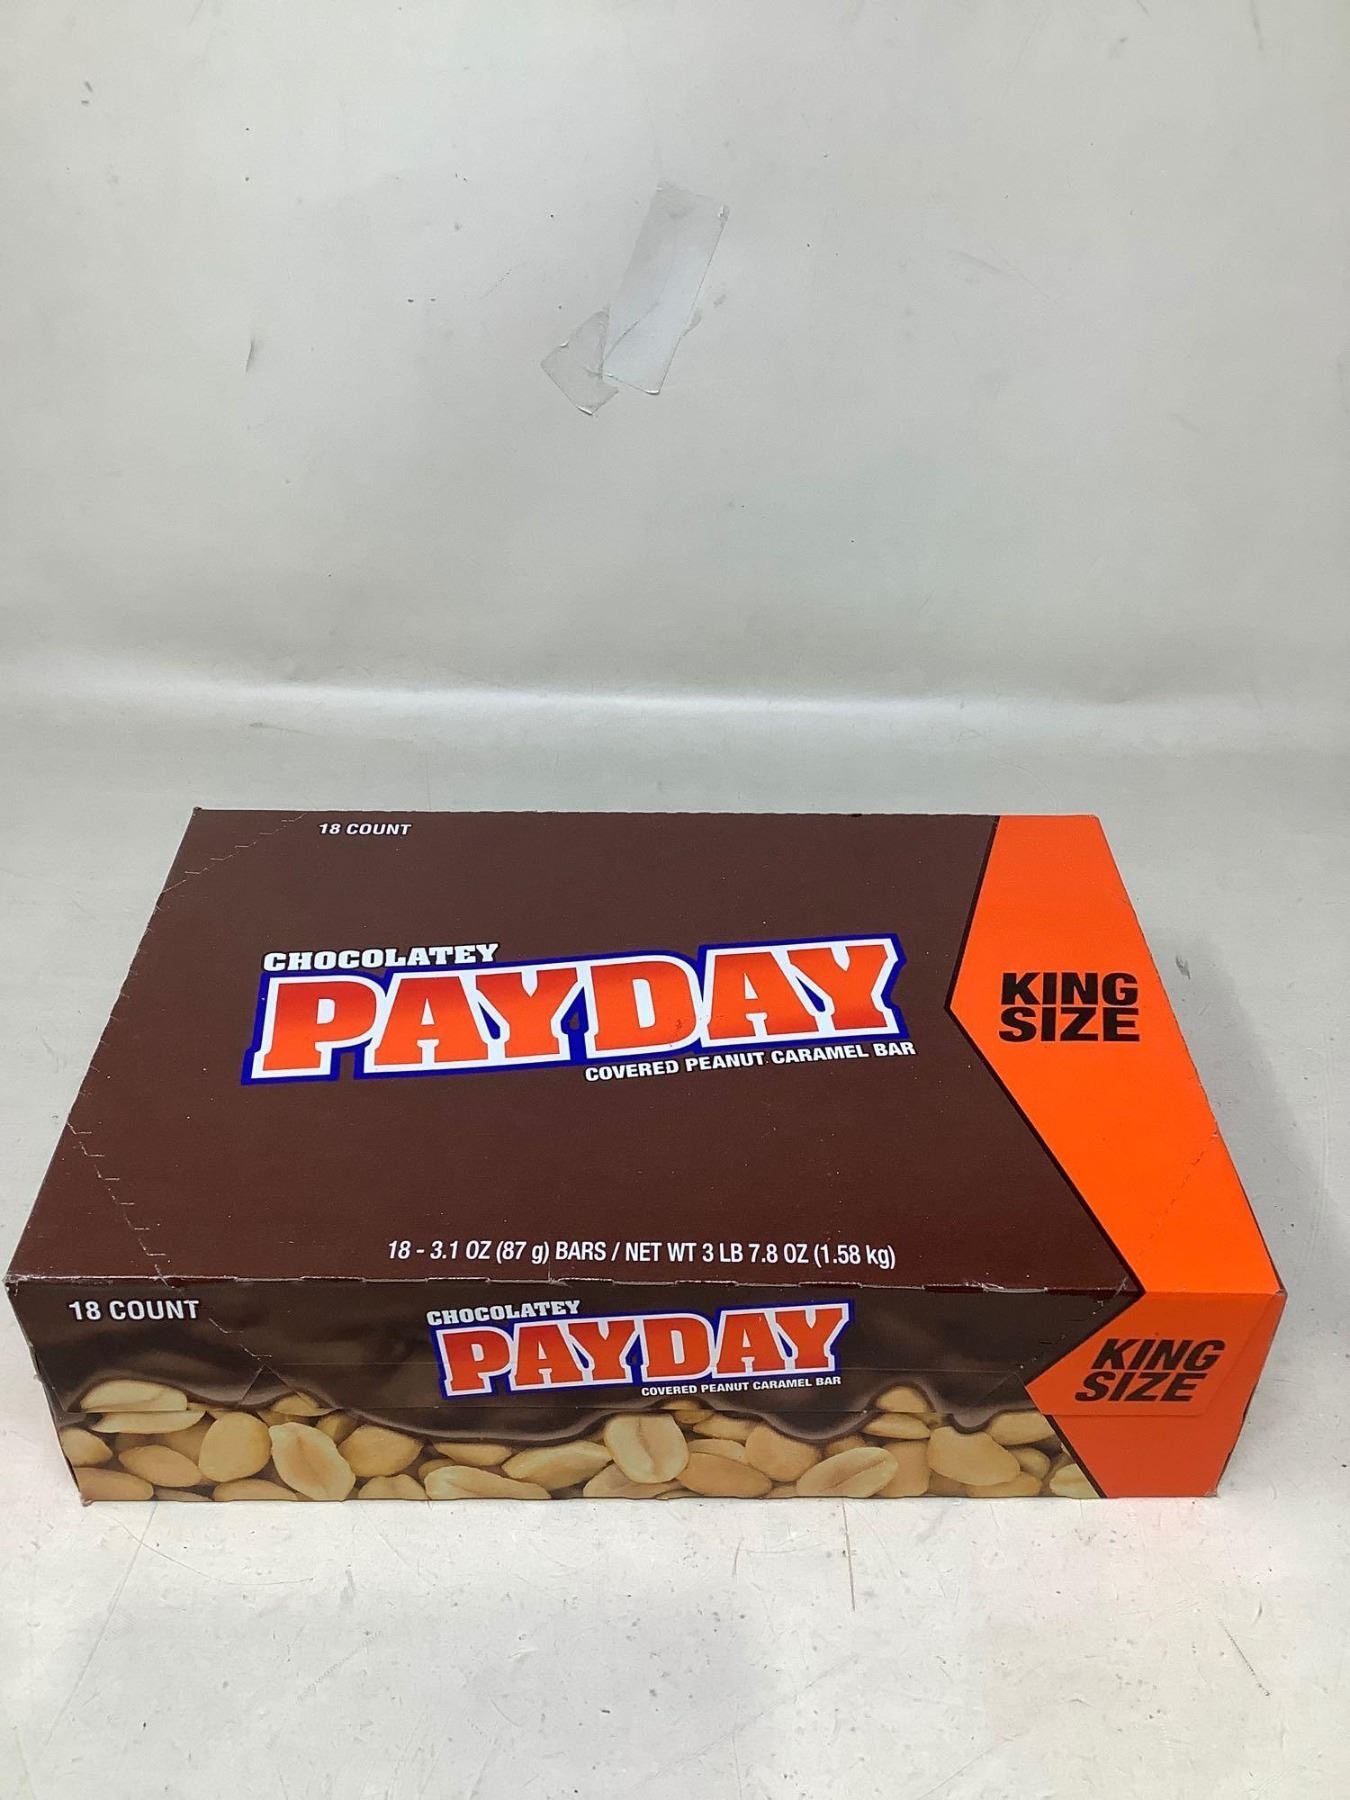 18 COUNT
CHOCOLATEY
PAYDAY
COVERED PEANUT CARAMEL BAR
KING
SIZE
18 - 3.1 OZ (87 g) BARS / NET WT 3 LB 7.8 OZ (1.58 kg)
18 COUNT
CHOCOLATEY
PAYDAY
COVERED PEANUT CARAMEL BAR
KING
SIZE